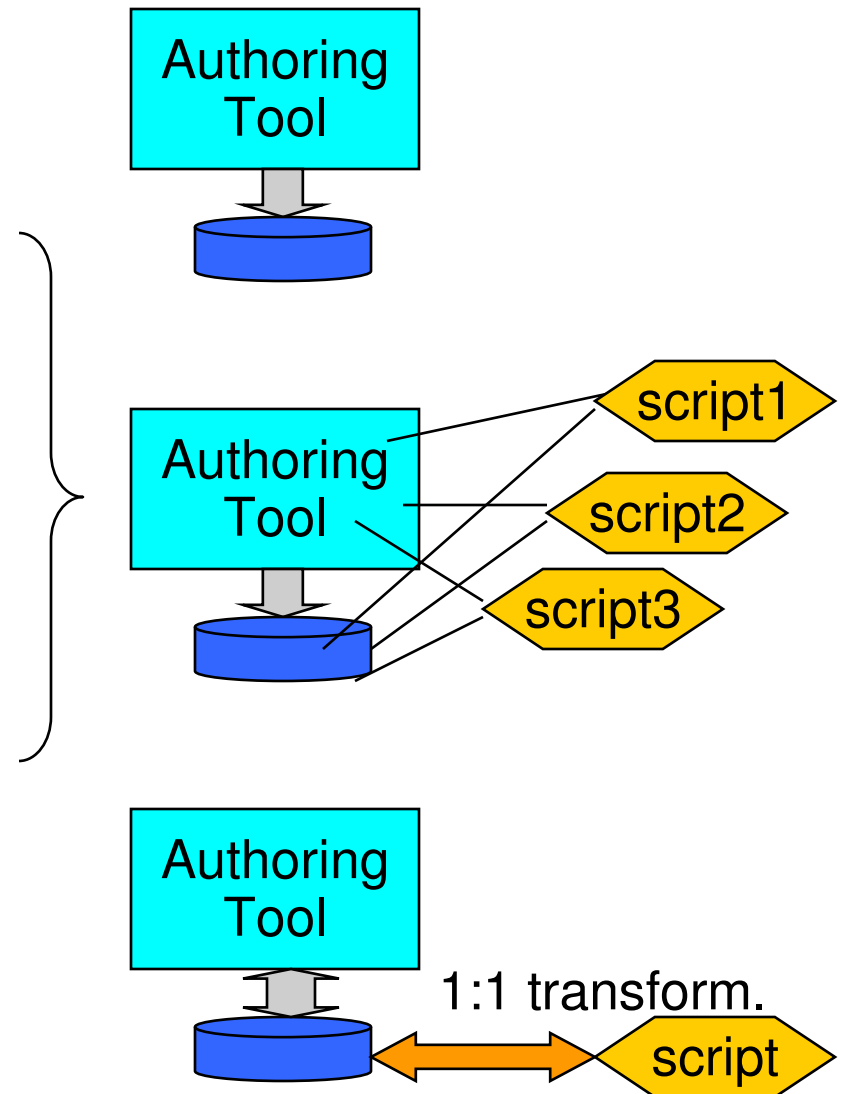 Authoring
Tool
script1
Authoring
Tool
script2
script3
Authoring
Tool
1:1 transform.
script